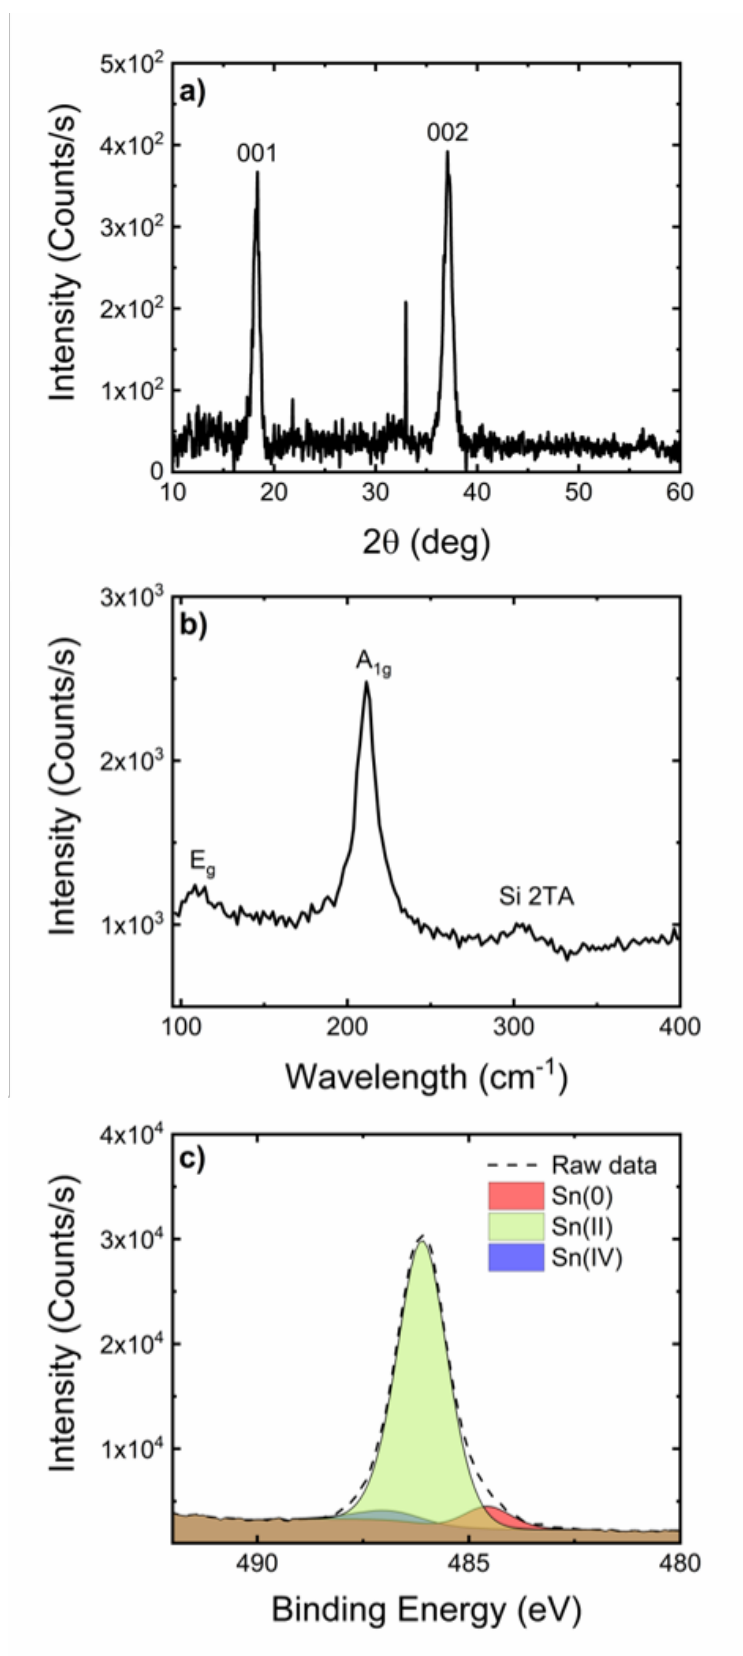 a)
5x10²
4x10²
3x10²
2x10²
1x10²
0
Intensity (Counts/s)
001
002
10 20 30 40 50 60
2θ (deg)
b)
3x10³
2x10³
1x10³
Intensity (Counts/s)
A1g
Eg
Si 2TA
100 200 300 400
Wavelength (cm⁻¹)
c)
4x10⁴
3x10⁴
2x10⁴
1x10⁴
Intensity (Counts/s)
Raw data
Sn(0)
Sn(II)
Sn(IV)
490 485 480
Binding Energy (eV)